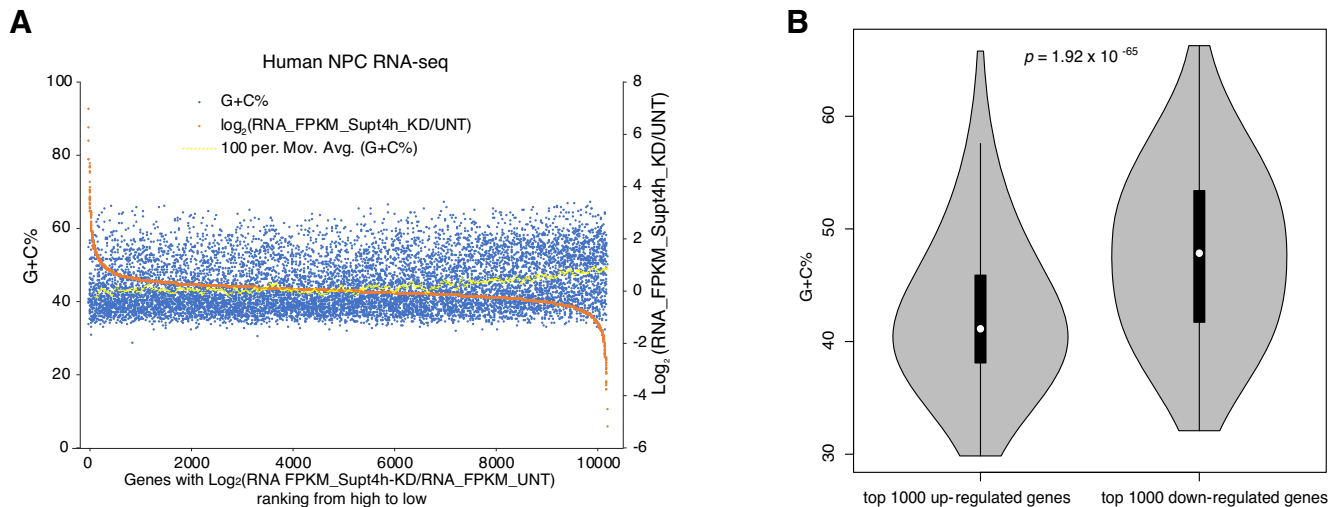 A
Human NPC RNA-seq
G+C%
log₂(RNA_FPKM_Supt4h_KD/UNT)
100 per. Mov. Avg. (G+C%)
100
80
60
40
20
0
G+C%
8
6
4
2
0
-2
-4
-6
Log₂ (RNA_FPKM_Supt4h_KD/UNT)
0
2000
4000
6000
8000
10000
Genes with Log₂(RNA FPKM_Supt4h-KD/RNA_FPKM_UNT)
ranking from high to low
B
p = 1.92 x 10 -65
60
50
40
30
G+C%
top 1000 up-regulated genes
top 1000 down-regulated genes